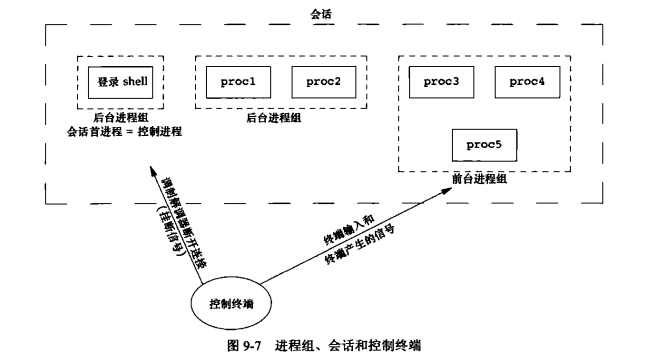 会话
登录 shell
proc1
proc2
proc3
proc4
proc5
后台进程组
会话首进程 = 控制进程
后台进程组
前台进程组
调制解调器断开连接
(挂断信号)
终端输入和
终端产生的信号
控制终端
图 9-7 进程组、会话和控制终端